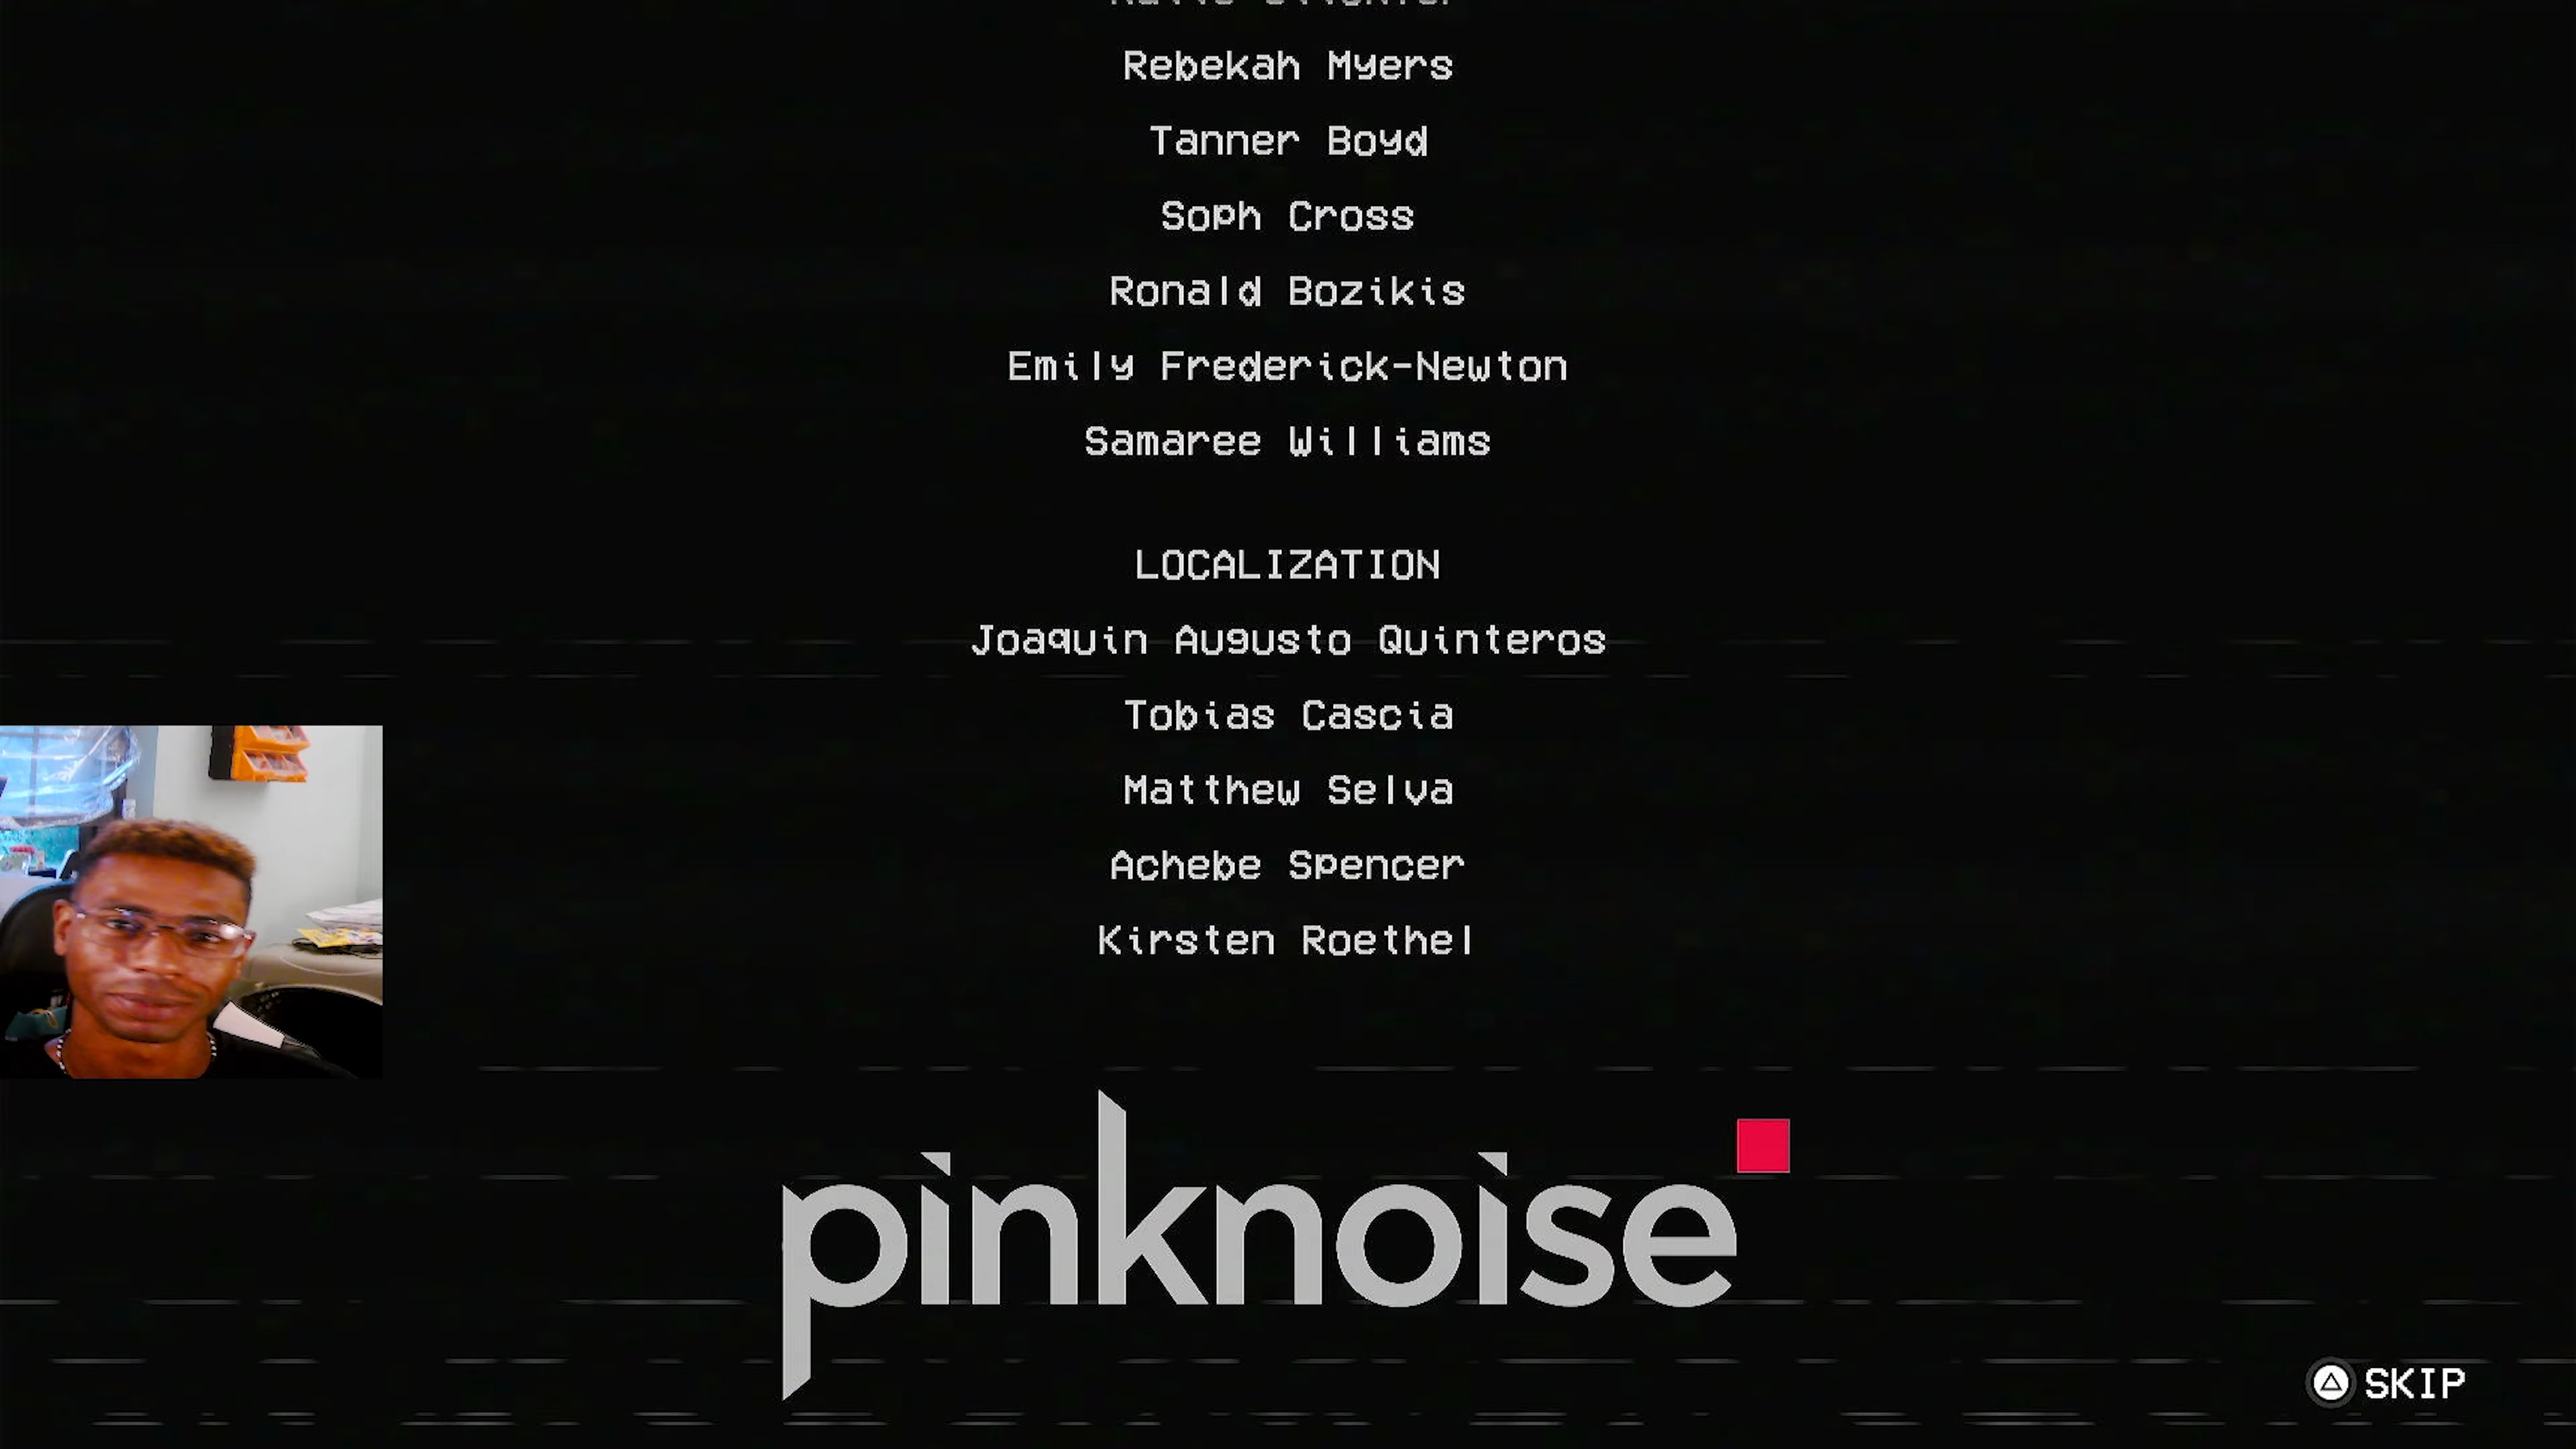 Rebekah Myers
Tanner Boyd
Soph Cross
Ronald Bozikis
Emily Frederick-Newton
Samaree Williams
LOCALIZATION
Joaquin Augusto Quinteros
Tobias Cascia
Matthew Selva
Achebe Spencer
Kirsten Roethel
pinknoise
SKIP